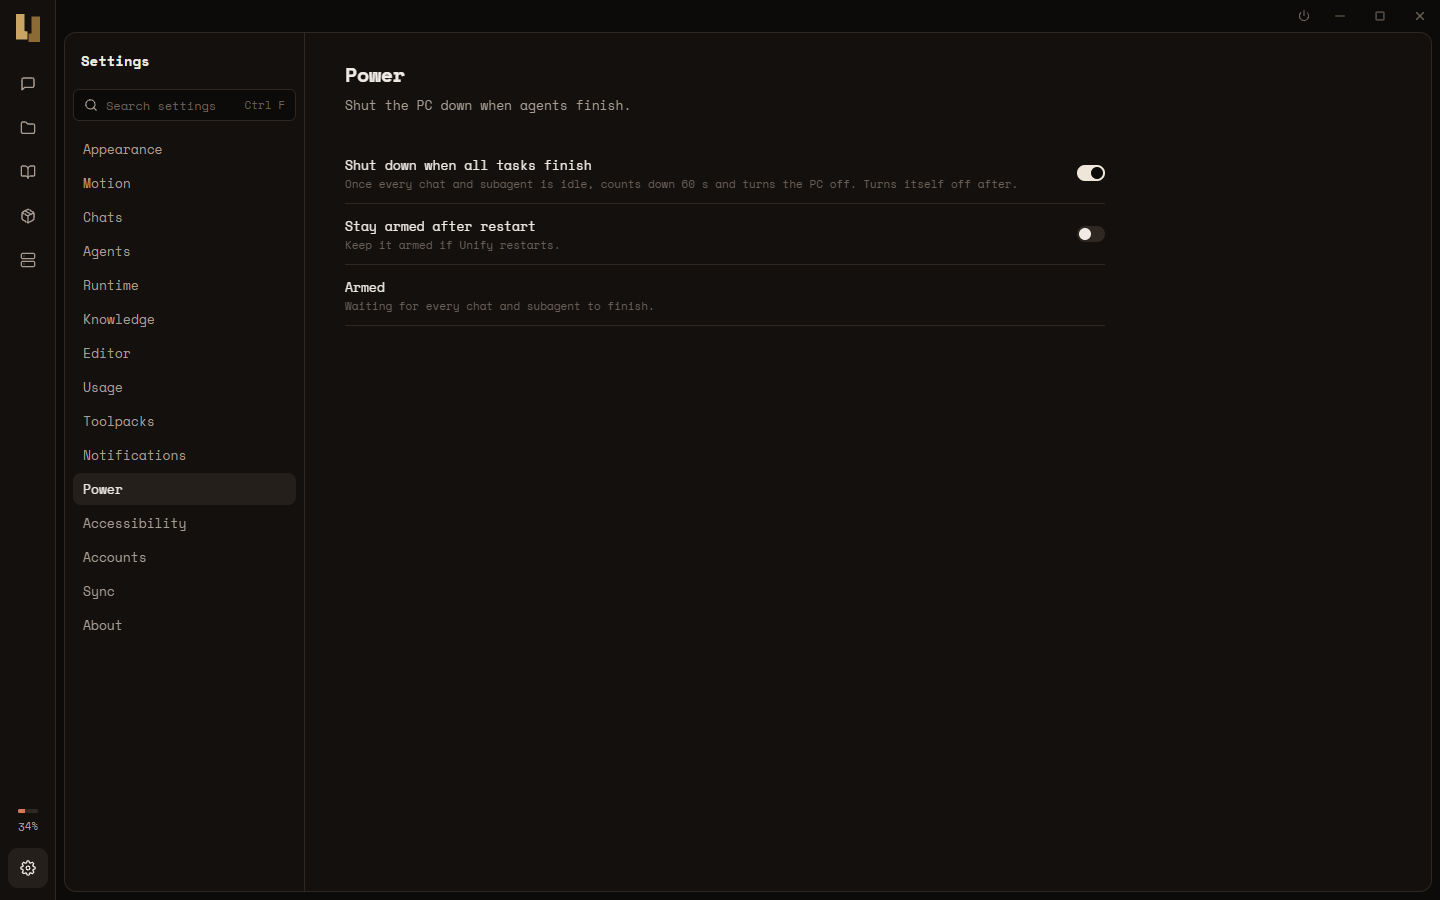 Settings
Search settings Ctrl F
Appearance
Motion
Chats
Agents
Runtime
Knowledge
Editor
Usage
Toolpacks
Notifications
Power
Accessibility
Accounts
Sync
About
34%
Power
Shut the PC down when agents finish.
Shut down when all tasks finish
Once every chat and subagent is idle, counts down 60 s and turns the PC off. Turns itself off after.
Stay armed after restart
Keep it armed if Unify restarts.
Armed
Waiting for every chat and subagent to finish.